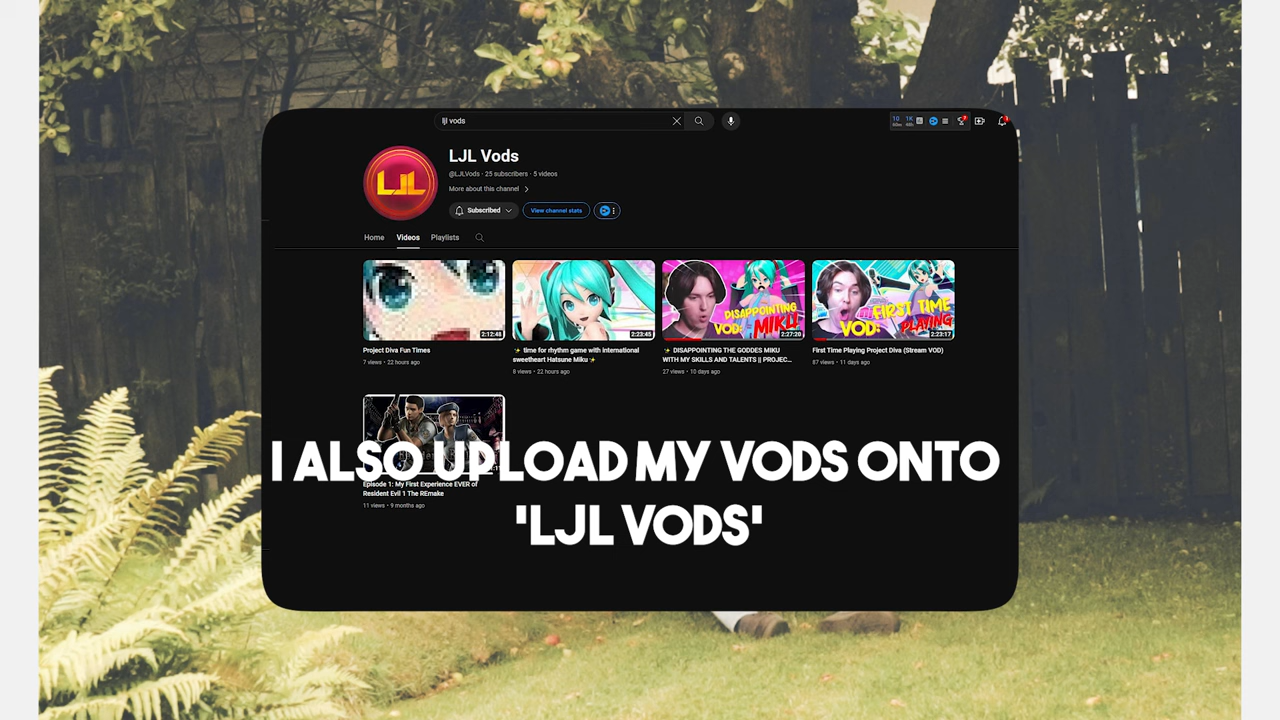 ljl vods
LJL
LJL Vods
@LJLVods · 25 subscribers · 5 videos
More about this channel
Subscribed
View channel stats
Home Videos Playlists
2:12:48
2:23:45
DISAPPOINTING
VOD: MIKU
2:27:20
FIRST TIME
VOD: PLAYING
2:23:17
Project Diva Fun Times
7 views · 22 hours ago
✨ time for rhythm game with international
sweetheart Hatsune Miku ✨
8 views · 22 hours ago
✨ DISAPPOINTING THE GODDES MIKU
WITH MY SKILLS AND TALENTS || PROJEC...
27 views · 10 days ago
First Time Playing Project Diva (Stream VOD)
87 views · 11 days ago
I ALSO UPLOAD MY VODS ONTO
'LJL VODS'
Episode 1: My First Experience EVER of
Resident Evil 1 The REmake
11 views · 9 months ago